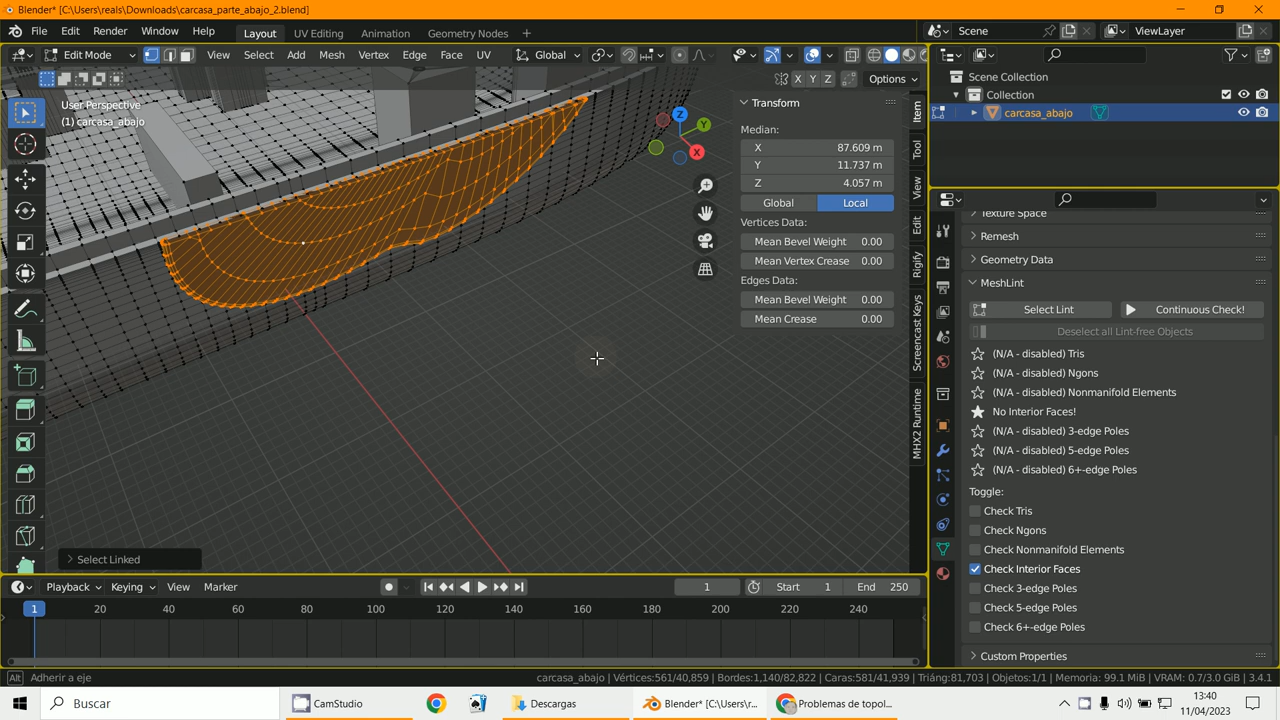 Blender* [C:\Users\reals\Downloads\carcasa_parte_abajo_2.blend]
File Edit Render Window Help Layout UV Editing Animation Geometry Nodes + Scene ViewLayer
Edit Mode View Select Add Mesh Vertex Edge Face UV Global
X Y Z Options
User Perspective
(1) carcasa_abajo
Z
Y
X
Transform
Median:
X 87.609 m
Y 11.737 m
Z 4.057 m
Global Local
Vertices Data:
Mean Bevel Weight 0.00
Mean Vertex Crease 0.00
Edges Data:
Mean Bevel Weight 0.00
Mean Crease 0.00
Item
Tool
View
Edit
Rigify
Screencast Keys
MHX2 Runtime
Select Linked
Scene Collection
Collection
carcasa_abajo
Texture Space
Remesh
Geometry Data
MeshLint
Select Lint Continuous Check!
Deselect all Lint-free Objects
(N/A - disabled) Tris
(N/A - disabled) Ngons
(N/A - disabled) Nonmanifold Elements
No Interior Faces!
(N/A - disabled) 3-edge Poles
(N/A - disabled) 5-edge Poles
(N/A - disabled) 6+-edge Poles
Toggle:
Check Tris
Check Ngons
Check Nonmanifold Elements
Check Interior Faces
Check 3-edge Poles
Check 5-edge Poles
Check 6+-edge Poles
Custom Properties
Playback Keying View Marker 1 Start 1 End 250
1 20 40 60 80 100 120 140 160 180 200 220 240
Alt Adherir a eje carcasa_abajo | Vértices:561/40,859 | Bordes:1,140/82,822 | Caras:581/41,939 | Triáng:81,703 | Objetos:1/1 | Memoria: 99.1 MiB | VRAM: 0.7/3.0 GiB | 3.4.1
Buscar CamStudio Descargas Blender* [C:\Users\r... Problemas de topol... 13:40
11/04/2023